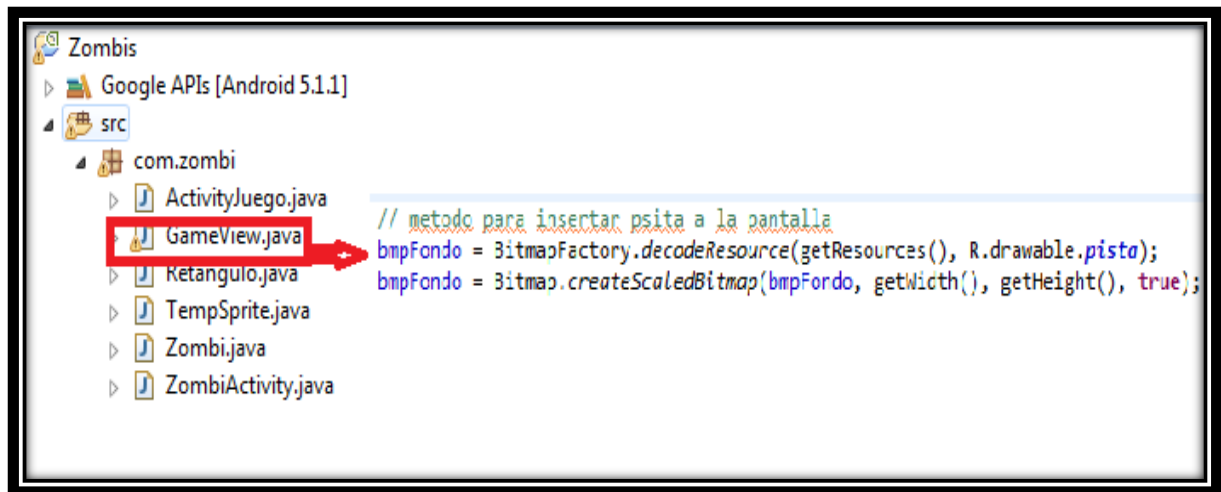 Zombis
Google APIs [Android 5.1.1]
src
com.zombi
ActivityJuego.java
GameView.java
Retangulo.java
TempSprite.java
Zombi.java
ZombiActivity.java
// metodo para insertar psita a la pantalla
bmpFondo = BitmapFactory.decodeResource(getResources(), R.drawable.pista);
bmpFondo = Bitmap.createScaledBitmap(bmpFondo, getWidth(), getHeight(), true);